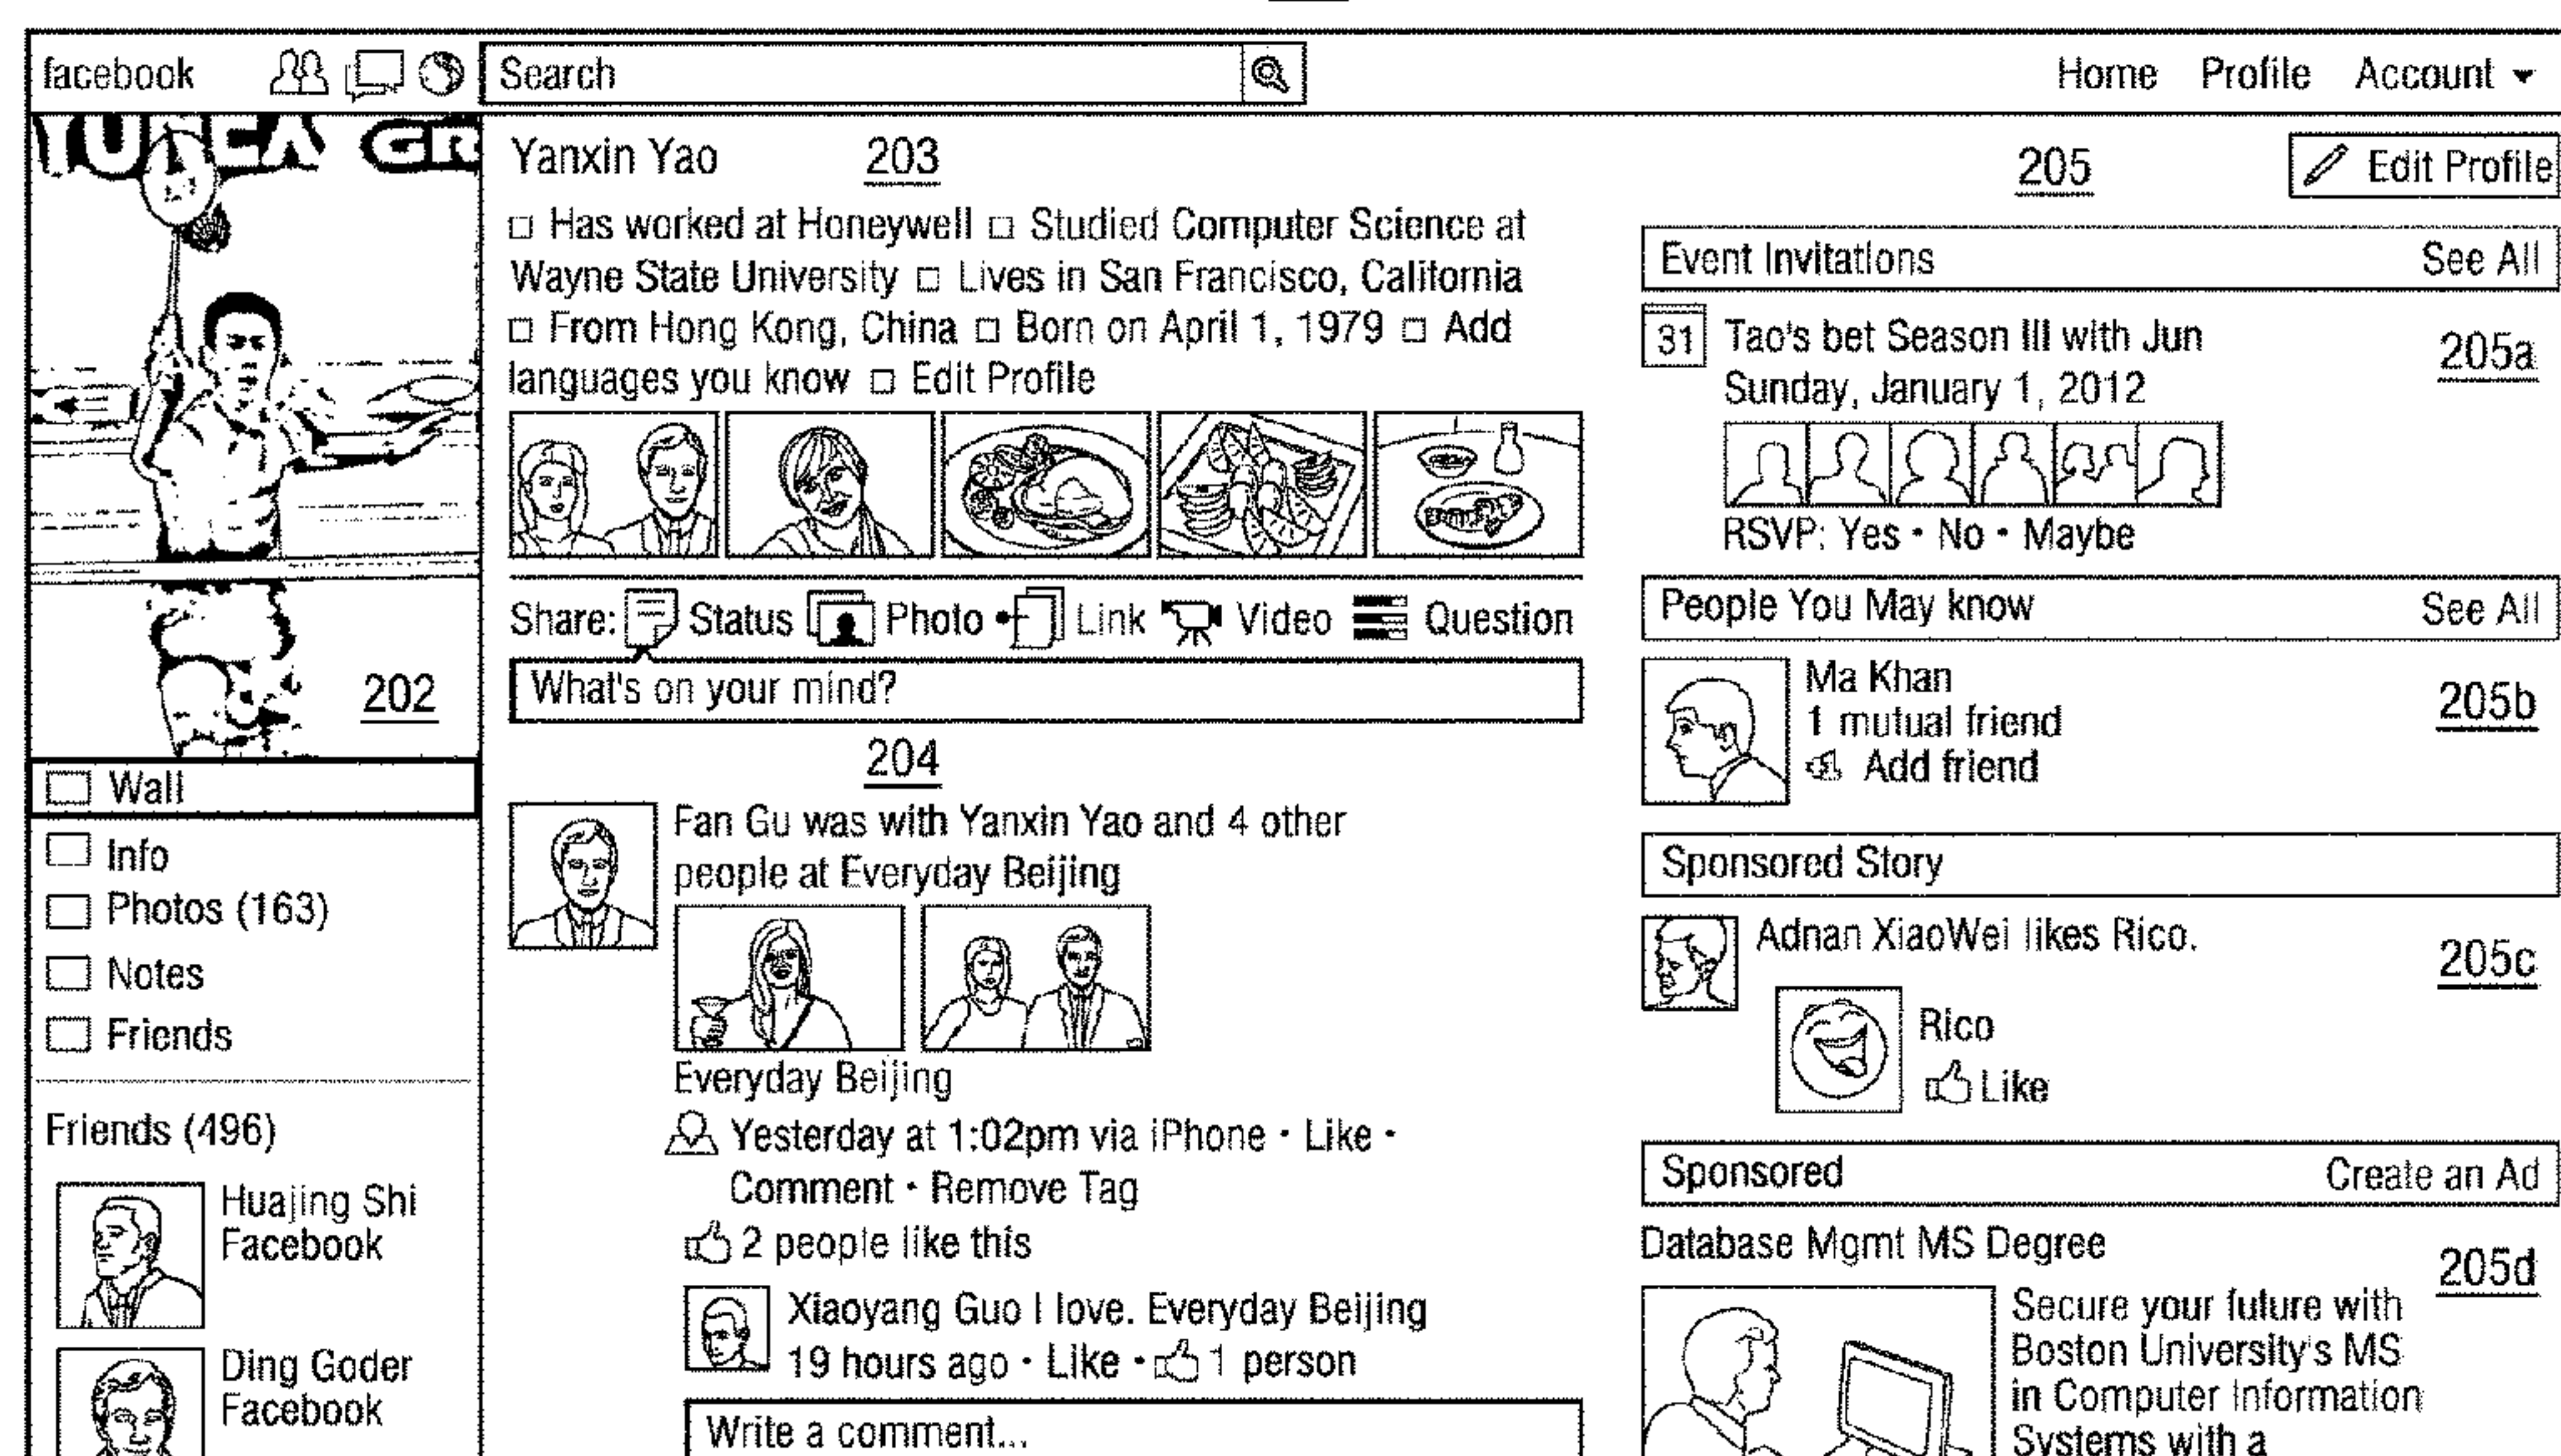 facebook
Search
Home Profile Account
Yanxin Yao
203
Has worked at Honeywell Studied Computer Science at
Wayne State University Lives in San Francisco, California
From Hong Kong, China Born on April 1, 1979 Add
languages you know Edit Profile
Share: Status Photo Link Video Question
What's on your mind?
202
Wall
Info
Photos (163)
Notes
Friends
Friends (496)
Huajing Shi
Facebook
Ding Goder
Facebook
204
Fan Gu was with Yanxin Yao and 4 other
people at Everyday Beijing
Everyday Beijing
Yesterday at 1:02pm via iPhone • Like •
Comment • Remove Tag
2 people like this
Xiaoyang Guo I love. Everyday Beijing
19 hours ago • Like • 1 person
Write a comment...
205
Edit Profile
Event Invitations See All
31
Tao's bet Season III with Jun
Sunday, January 1, 2012
205a
RSVP: Yes • No • Maybe
People You May know See All
Ma Khan
1 mutual friend
Add friend
205b
Sponsored Story
Adnan XiaoWei likes Rico.
205c
Rico
Like
Sponsored Create an Ad
Database Mgmt MS Degree
205d
Secure your future with
Boston University's MS
in Computer Information
Systems with a